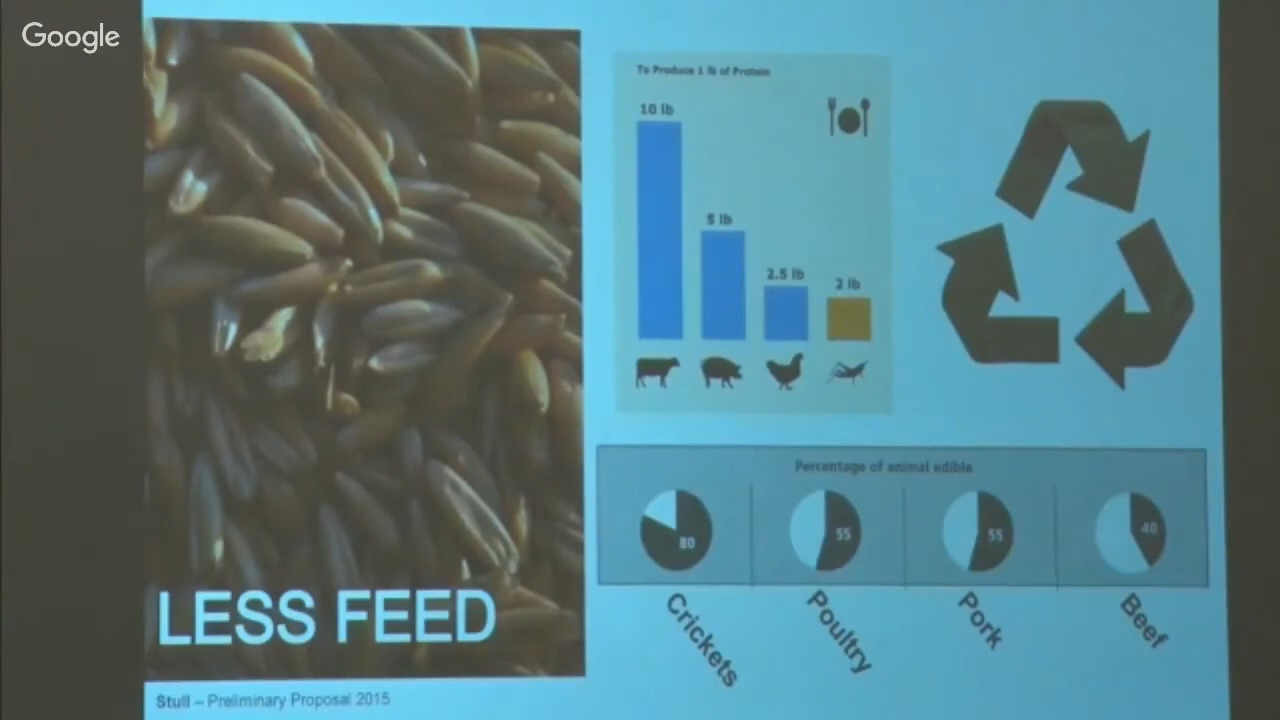 Google
To Produce 1 lb of Protein
10 lb
5 lb
2.5 lb
2 lb
Percentage of animal edible
80
55
55
40
Crickets
Poultry
Pork
Beef
LESS FEED
Stull – Preliminary Proposal 2015